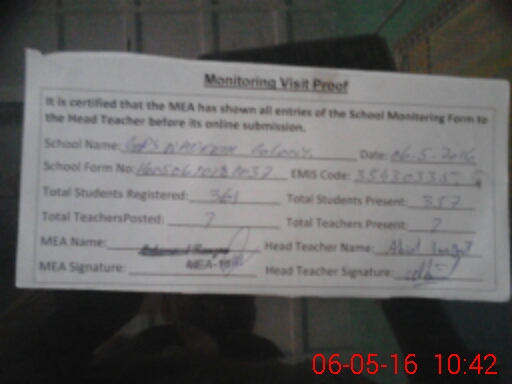 Monitoring Visit Proof
It is certified that the MEA has shown all entries of the School Monitoring Form to
the Head Teacher before its online submission.
School Name: Colony Date: 06-5-2016
School Form No: EMIS Code:
Total Students Registered: 361 Total Students Present: 357
Total TeachersPosted: 7 Total Teachers Present: 7
MEA Name: Head Teacher Name: Abdul
MEA Signature: MEA- Head Teacher Signature:
06-05-16 10:42